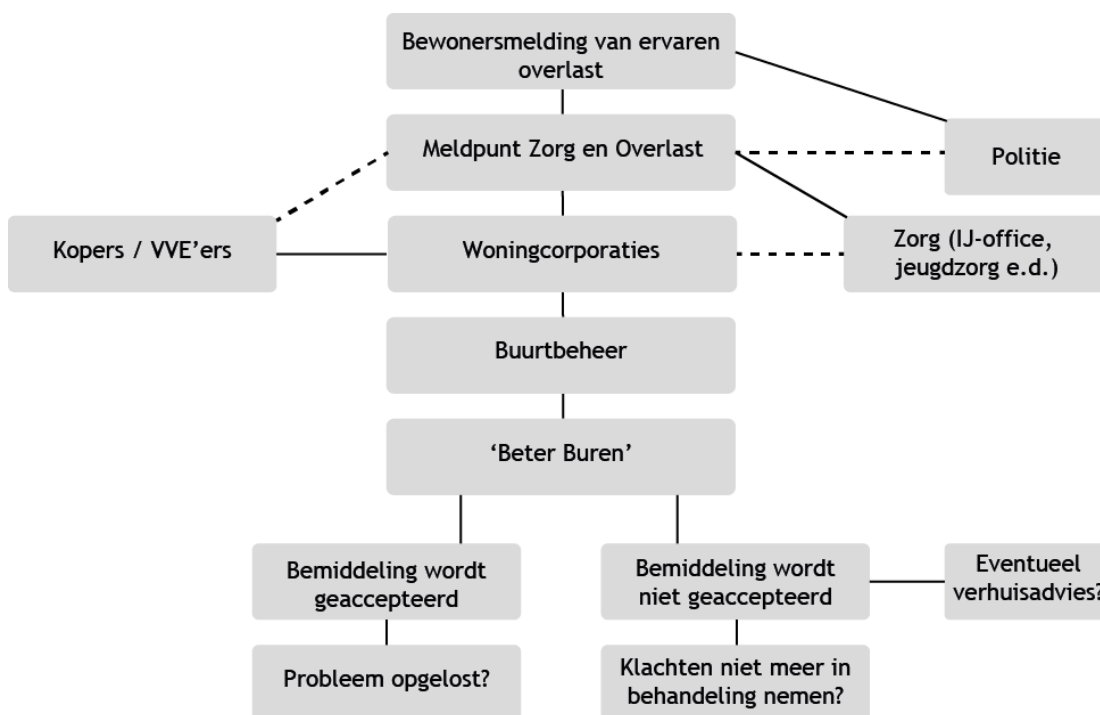 Bewonersmelding van ervaren
overlast
Meldpunt Zorg en Overlast
Politie
Kopers / VVE’ers
Woningcorporaties
Zorg (IJ-office,
jeugdzorg e.d.)
Buurtbeheer
‘Beter Buren’
Bemiddeling wordt
geaccepteerd
Bemiddeling wordt
niet geaccepteerd
Eventueel
verhuisadvies?
Probleem opgelost?
Klachten niet meer in
behandeling nemen?